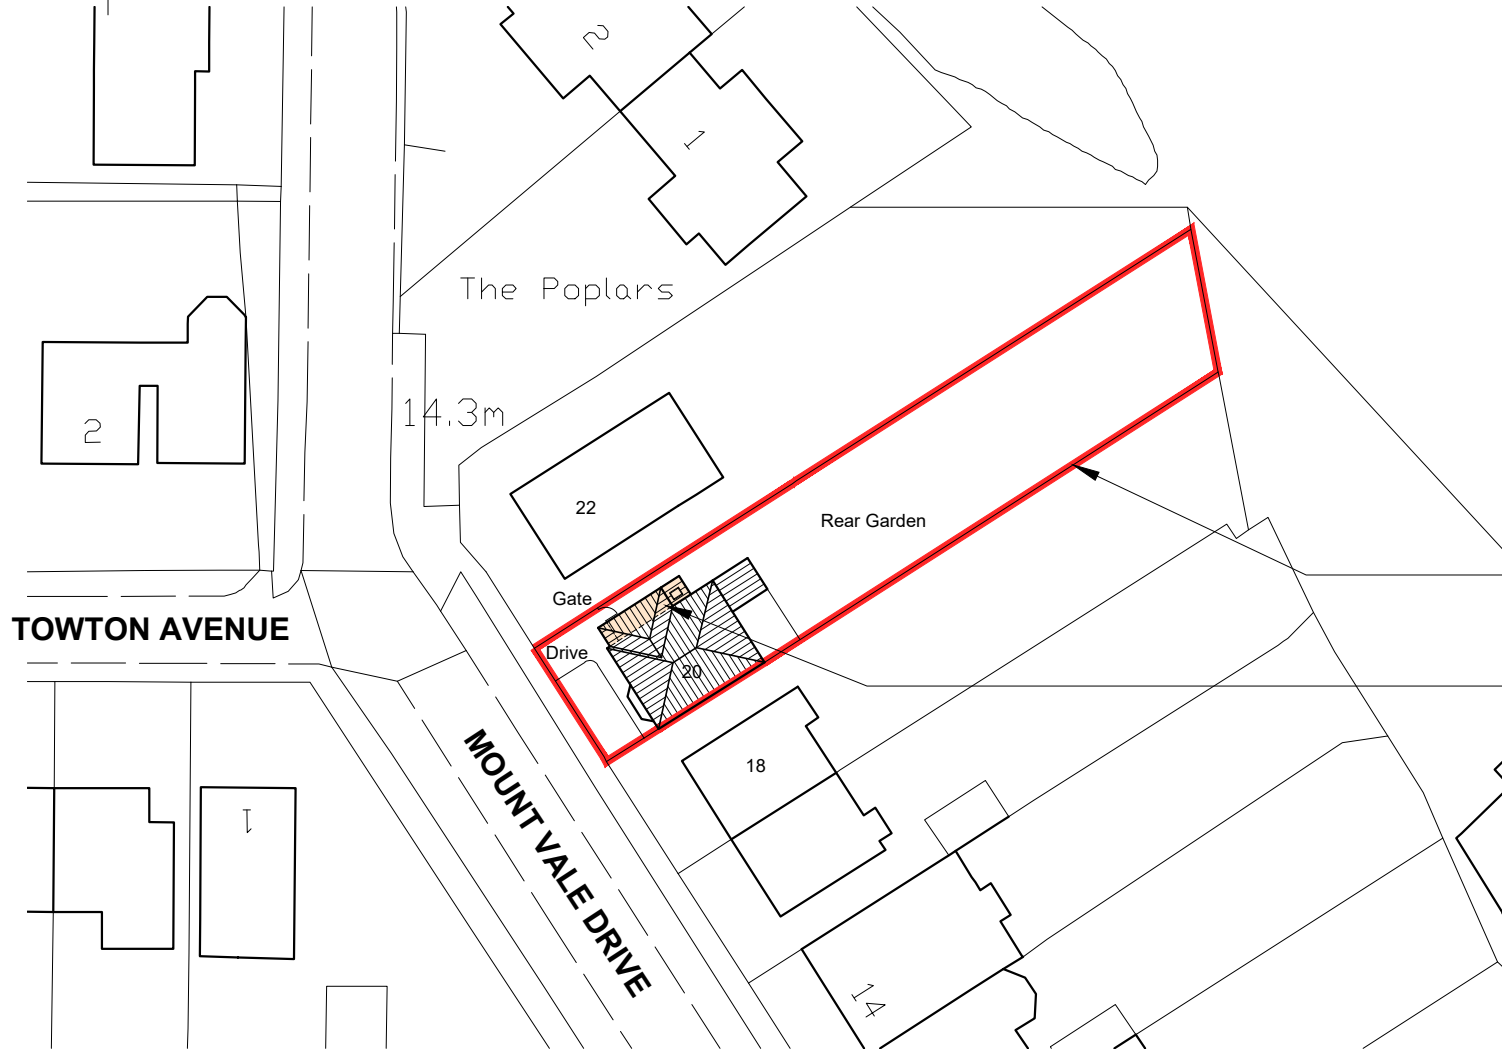 2
1
The Poplars
14.3m
2
22
Rear Garden
Gate
TOWTON AVENUE
Drive
20
18
MOUNT VALE DRIVE
1
14